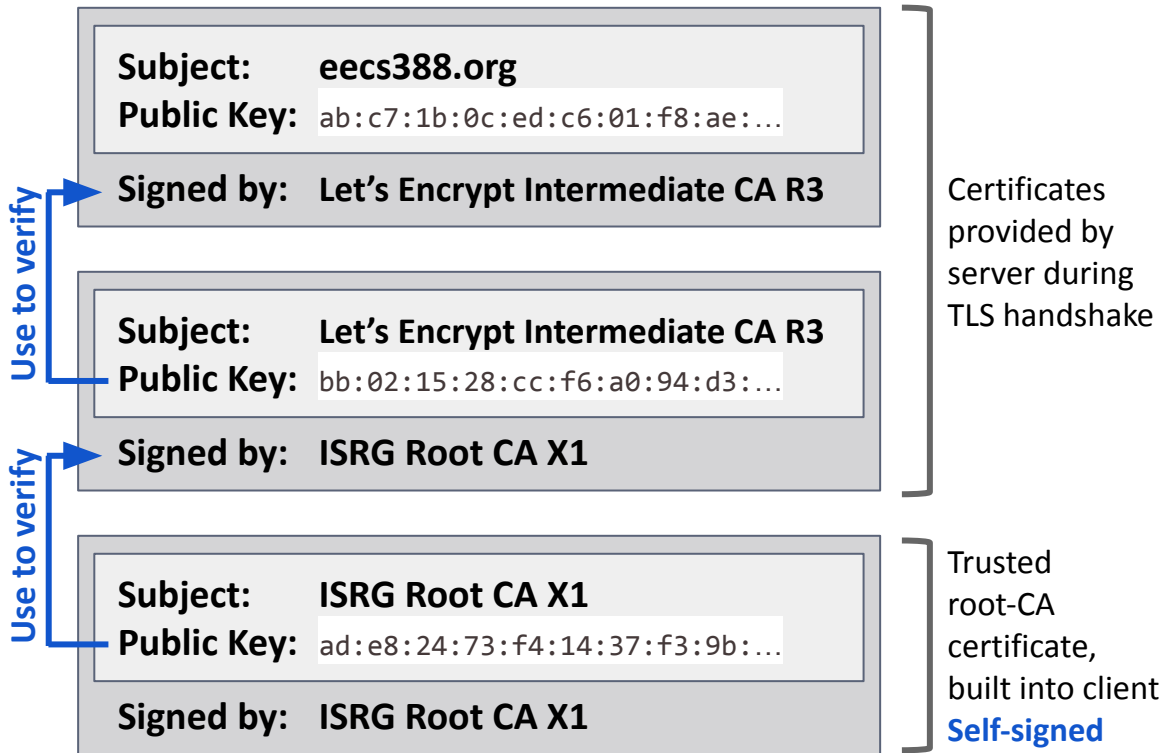 Subject: eecs388.org
Public Key: ab:c7:1b:0c:ed:c6:01:f8:ae:...
Signed by: Let’s Encrypt Intermediate CA R3
Use to verify
Subject: Let’s Encrypt Intermediate CA R3
Public Key: bb:02:15:28:cc:f6:a0:94:d3:...
Signed by: ISRG Root CA X1
Certificates
provided by
server during
TLS handshake
Use to verify
Subject: ISRG Root CA X1
Public Key: ad:e8:24:73:f4:14:37:f3:9b:...
Signed by: ISRG Root CA X1
Trusted
root-CA
certificate,
built into client
Self-signed